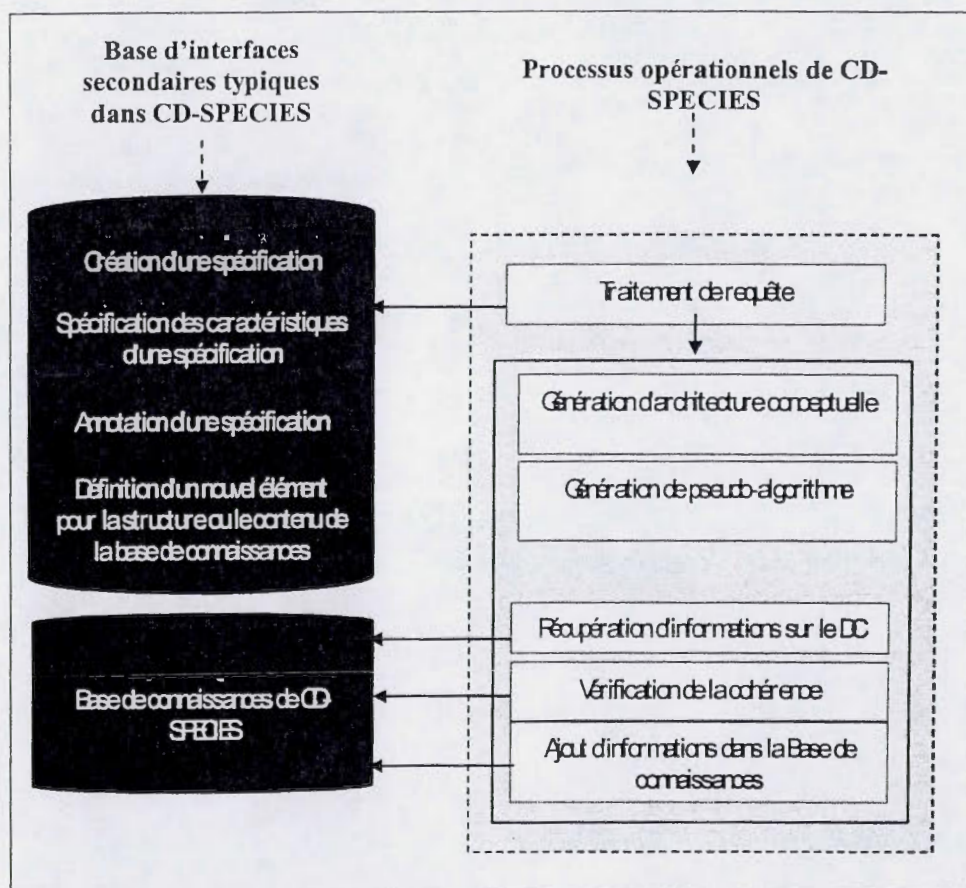 Base d'interfaces
secondaires typiques
dans CD-SPECIES
Processus opérationnels de CD-
SPECIES
Création d'une spécification
Spécification des caractéristiques
d'une spécification
Annotation d'une spécification
Définition d'un nouvel élément
pour la structure ou le contenu de
la base de connaissances
Base de connaissances de CD-
SPECIES
Traitement de requête
Génération d'architecture conceptuelle
Génération de pseudo-algorithme
Récupération d'informations sur le DC
Vérification de la cohérence
Ajout d'informations dans la Base de
connaissances